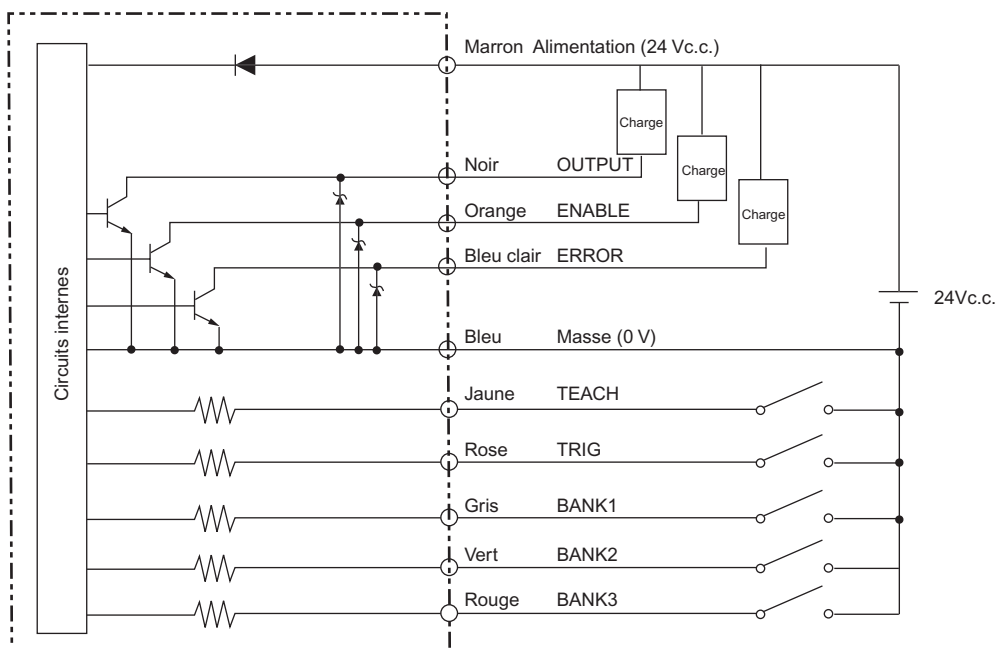 Marron Alimentation (24 Vc.c.)
Charge
Noir OUTPUT
Charge
Orange ENABLE
Charge
Bleu clair ERROR
24Vc.c.
Circuits internes
Bleu Masse (0 V)
Jaune TEACH
Rose TRIG
Gris BANK1
Vert BANK2
Rouge BANK3